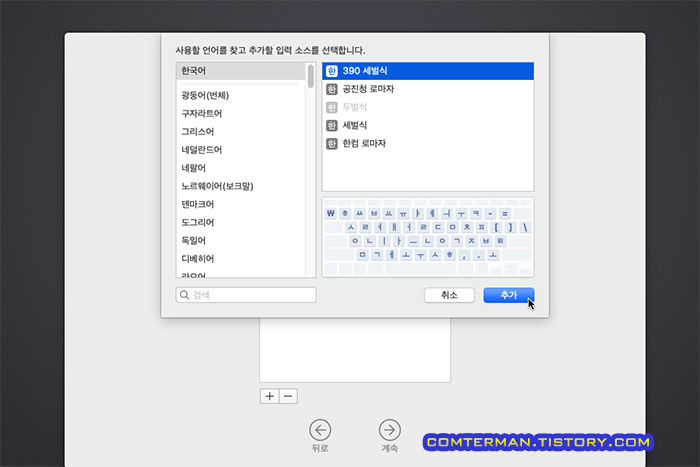 사용할 언어를 찾고 추가할 입력 소스를 선택합니다.
한국어
광둥어(번체)
구자라트어
그리스어
네덜란드어
네팔어
노르웨이어(보크말)
덴마크어
도그리어
독일어
디베히어
라오어
검색
한 390 세벌식
한 공진청 로마자
한 두벌식
한 세벌식
한 한컴 로마자
₩ ㅎ ㅆ ㅂ ㅛ ㅠ ㅑ ㅖ ㅢ ㅜ ㅋ - =
ㅅ ㄹ ㅕ ㅐ ㅓ ㄹ ㄷ ㅁ ㅊ ㅍ [ ] \
ㅇ ㄴ ㅣ ㅏ ㅡ ㄴ ㅇ ㄱ ㅈ ㅂ ㅌ
ㅁ ㄱ ㅔ ㅗ ㅜ ㅅ ㅎ , . ㅗ
취소
추가
+ −
뒤로
계속
COMTERMAN.TISTORY.COM